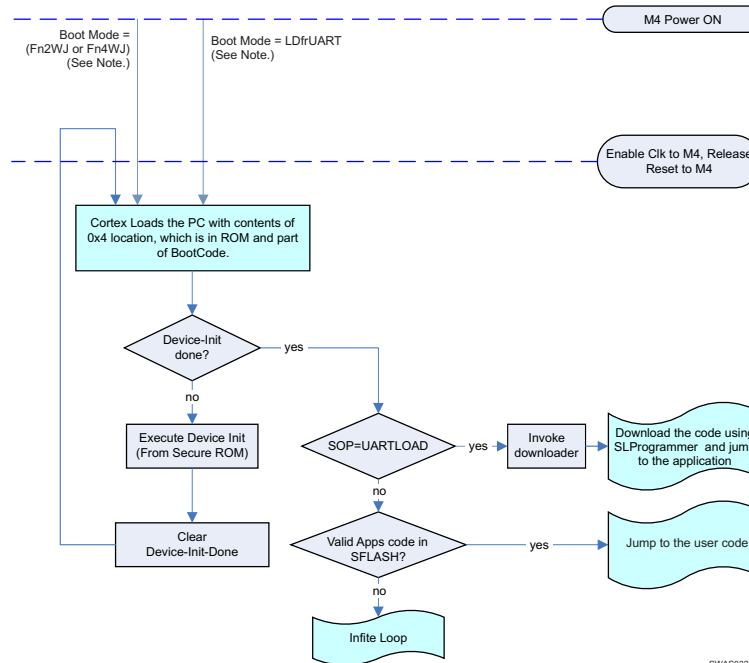 M4 Power ON
Boot Mode =
(Fn2WJ or Fn4WJ)
(See Note.)
Boot Mode = LDfrUART
(See Note.)
Enable Clk to M4, Release
Reset to M4
Cortex Loads the PC with contents of
0x4 location, which is in ROM and part
of BootCode.
Device-Init
done?
yes
no
Execute Device Init
(From Secure ROM)
SOP=UARTLOAD
yes
Invoke
downloader
Download the code using
SLProgrammer and jump
to the application
no
Clear
Device-Init-Done
Valid Apps code in
SFLASH?
yes
Jump to the user code
no
Infite Loop